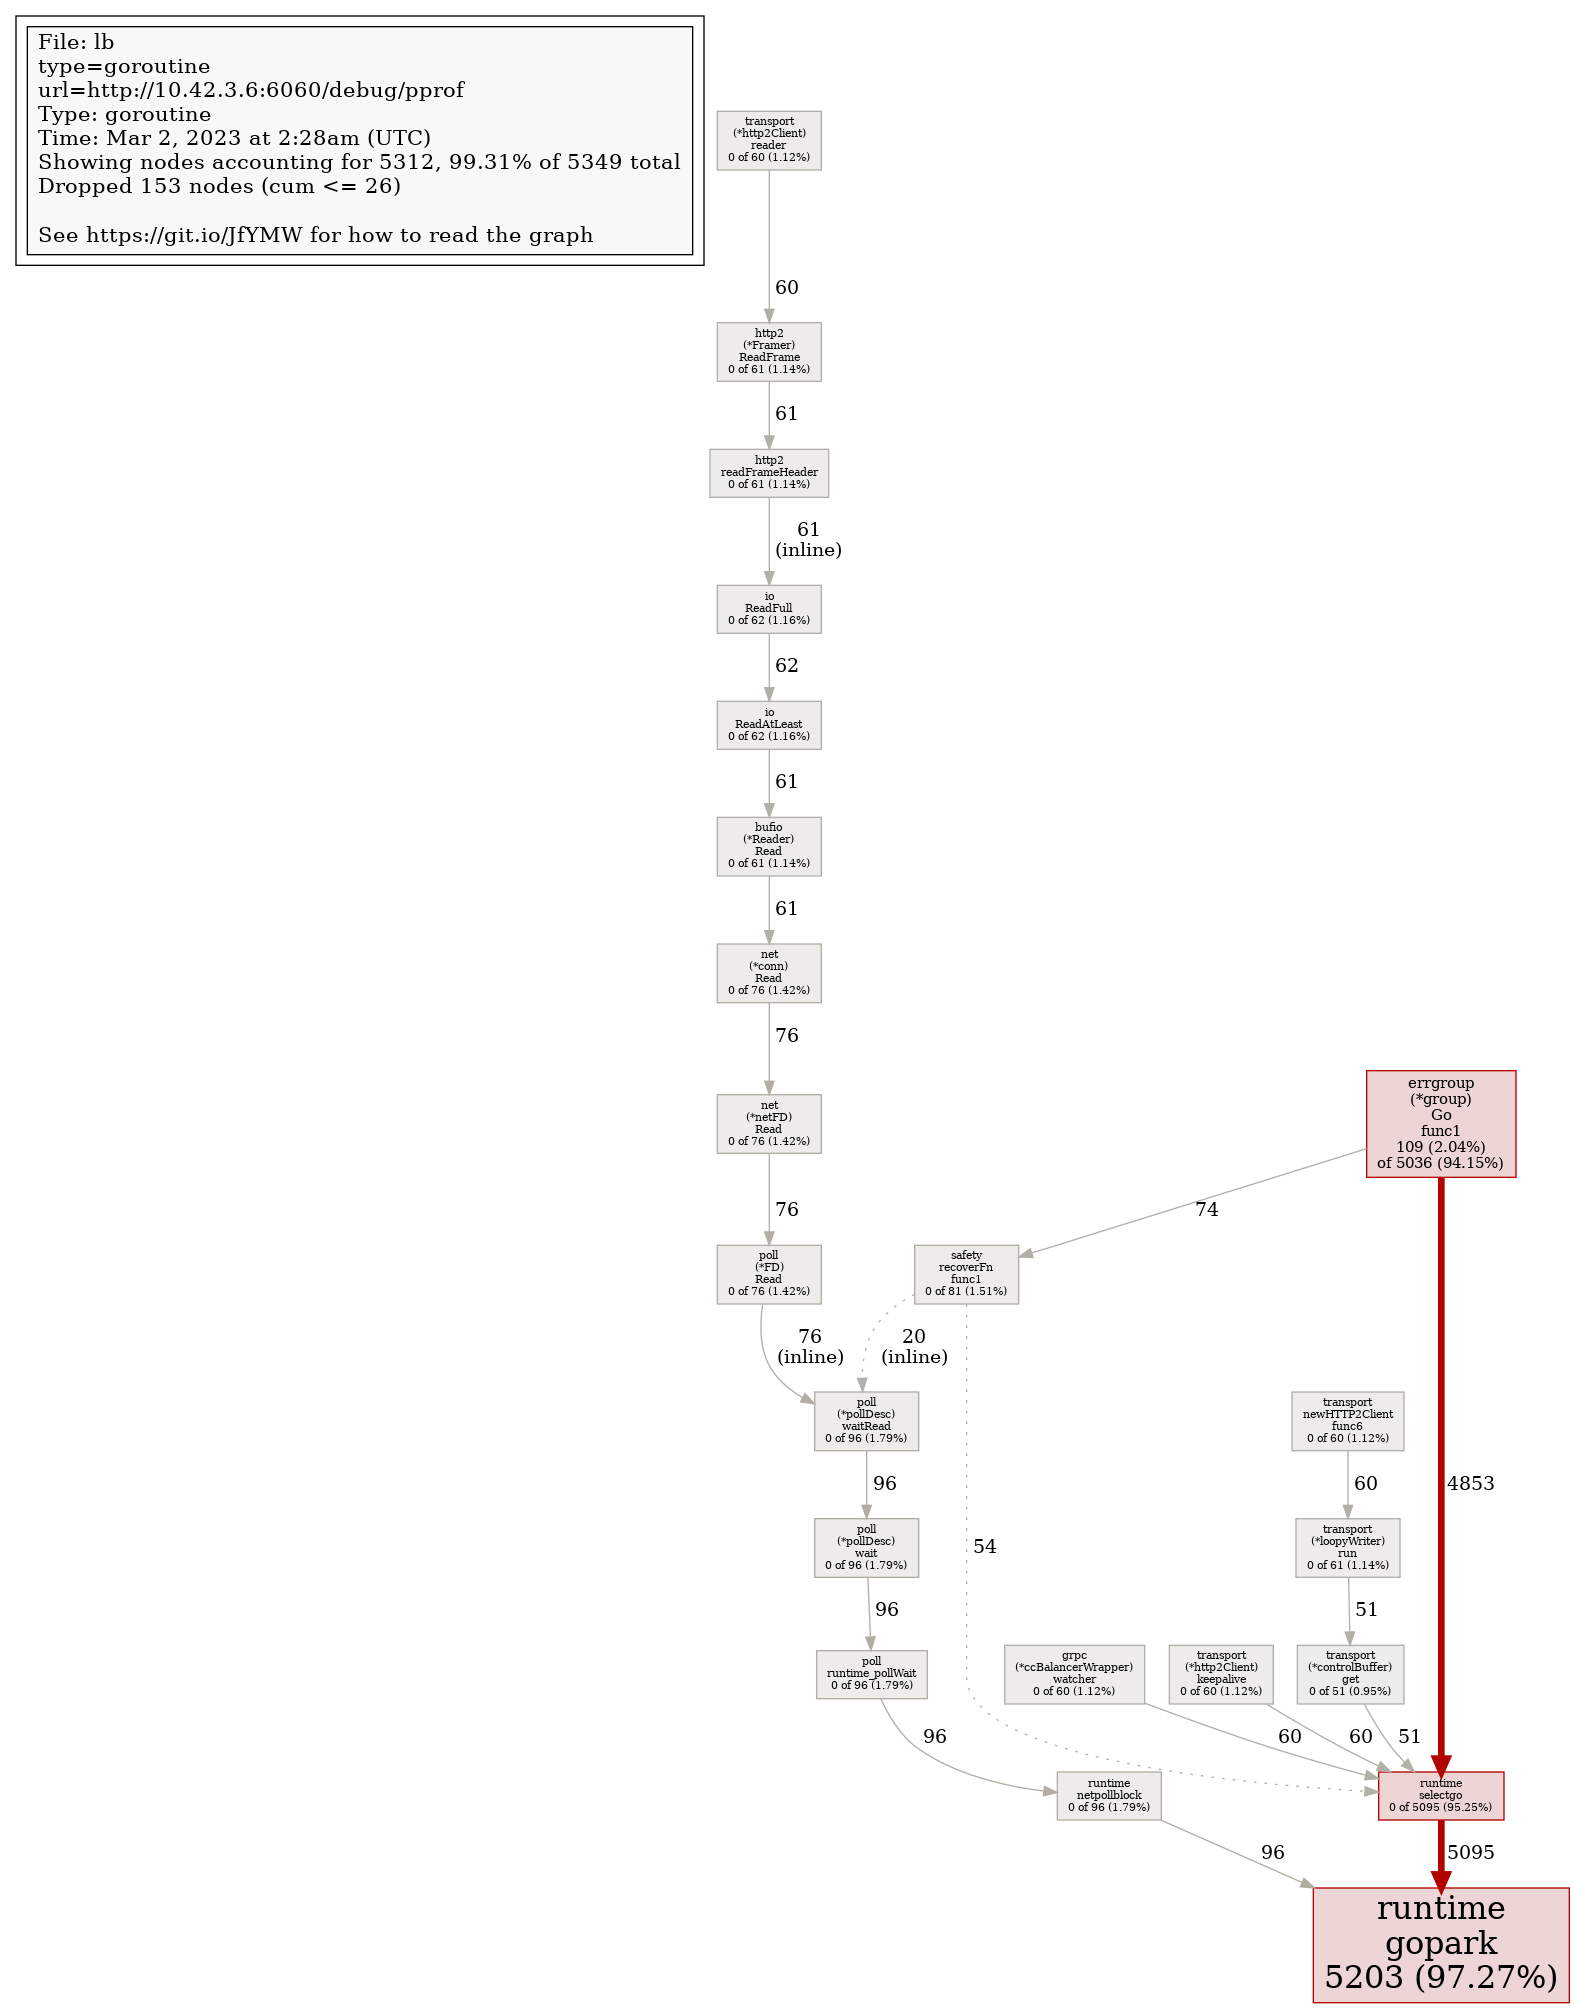 File: lb
type=goroutine
url=http://10.42.3.6:6060/debug/pprof
Type: goroutine
Time: Mar 2, 2023 at 2:28am (UTC)
Showing nodes accounting for 5312, 99.31% of 5349 total
Dropped 153 nodes (cum <= 26)
See https://git.io/JfYMW for how to read the graph
transport
(*http2Client)
reader
0 of 60 (1.12%)
60
http2
(*Framer)
ReadFrame
0 of 61 (1.14%)
61
http2
readFrameHeader
0 of 61 (1.14%)
61
(inline)
io
ReadFull
0 of 62 (1.16%)
62
io
ReadAtLeast
0 of 62 (1.16%)
61
bufio
(*Reader)
Read
0 of 61 (1.14%)
61
net
(*conn)
Read
0 of 76 (1.42%)
76
net
(*netFD)
Read
0 of 76 (1.42%)
76
poll
(*FD)
Read
0 of 76 (1.42%)
76
(inline)
errgroup
(*group)
Go
func1
109 (2.04%)
of 5036 (94.15%)
74
4853
safety
recoverFn
func1
0 of 81 (1.51%)
20
(inline)
54
poll
(*pollDesc)
waitRead
0 of 96 (1.79%)
96
poll
(*pollDesc)
wait
0 of 96 (1.79%)
96
poll
runtime_pollWait
0 of 96 (1.79%)
96
runtime
netpollblock
0 of 96 (1.79%)
96
transport
newHTTP2Client
func6
0 of 60 (1.12%)
60
transport
(*loopyWriter)
run
0 of 61 (1.14%)
51
grpc
(*ccBalancerWrapper)
watcher
0 of 60 (1.12%)
60
transport
(*http2Client)
keepalive
0 of 60 (1.12%)
60
transport
(*controlBuffer)
get
0 of 51 (0.95%)
51
runtime
selectgo
0 of 5095 (95.25%)
5095
runtime
gopark
5203 (97.27%)